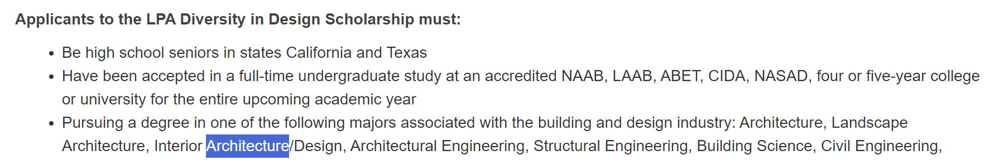 Applicants to the LPA Diversity in Design Scholarship must:
• Be high school seniors in states California and Texas
• Have been accepted in a full-time undergraduate study at an accredited NAAB, LAAB, ABET, CIDA, NASAD, four or five-year college
or university for the entire upcoming academic year
• Pursuing a degree in one of the following majors associated with the building and design industry: Architecture, Landscape
Architecture, Interior Architecture/Design, Architectural Engineering, Structural Engineering, Building Science, Civil Engineering,